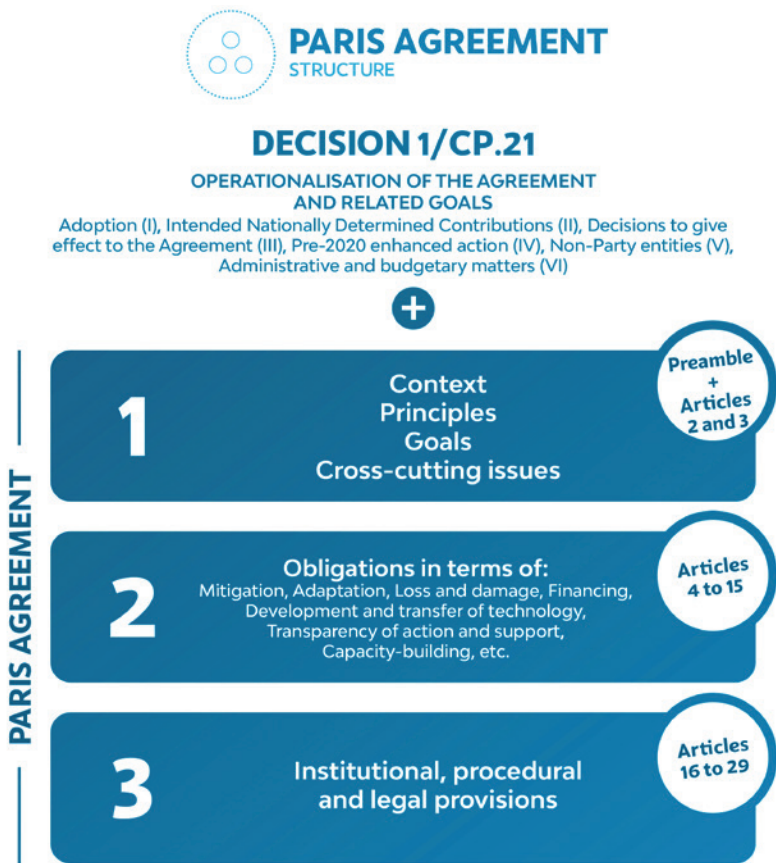 PARIS AGREEMENT
STRUCTURE
DECISION 1/CP.21
OPERATIONALISATION OF THE AGREEMENT
AND RELATED GOALS
Adoption (I), Intended Nationally Determined Contributions (II), Decisions to give
effect to the Agreement (III), Pre-2020 enhanced action (IV), Non-Party entities (V),
Administrative and budgetary matters (VI)
+
PARIS AGREEMENT
1
Context
Principles
Goals
Cross-cutting issues
Preamble
+
Articles
2 and 3
2
Obligations in terms of:
Mitigation, Adaptation, Loss and damage, Financing,
Development and transfer of technology,
Transparency of action and support,
Capacity-building, etc.
Articles
4 to 15
3
Institutional, procedural
and legal provisions
Articles
16 to 29